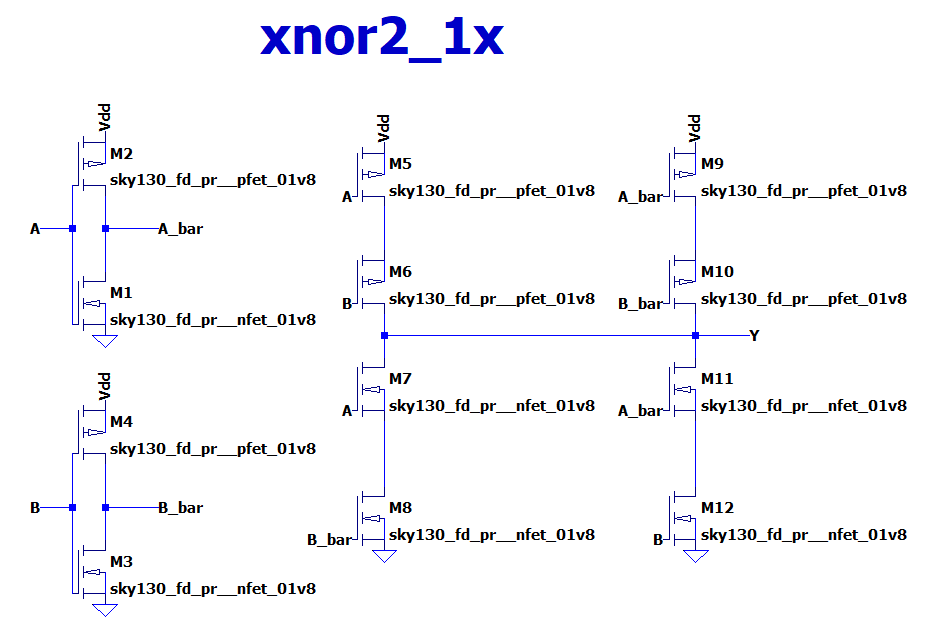 xnor2_1x
Vdd
M2
sky130_fd_pr__pfet_01v8
A
A_bar
M1
sky130_fd_pr__nfet_01v8
Vdd
M4
sky130_fd_pr__pfet_01v8
B
B_bar
M3
sky130_fd_pr__nfet_01v8
Vdd
M5
sky130_fd_pr__pfet_01v8
A
M6
sky130_fd_pr__pfet_01v8
B
M7
sky130_fd_pr__nfet_01v8
A
M8
sky130_fd_pr__nfet_01v8
B_bar
Vdd
M9
sky130_fd_pr__pfet_01v8
A_bar
M10
sky130_fd_pr__pfet_01v8
B_bar
Y
M11
sky130_fd_pr__nfet_01v8
A_bar
M12
sky130_fd_pr__nfet_01v8
B